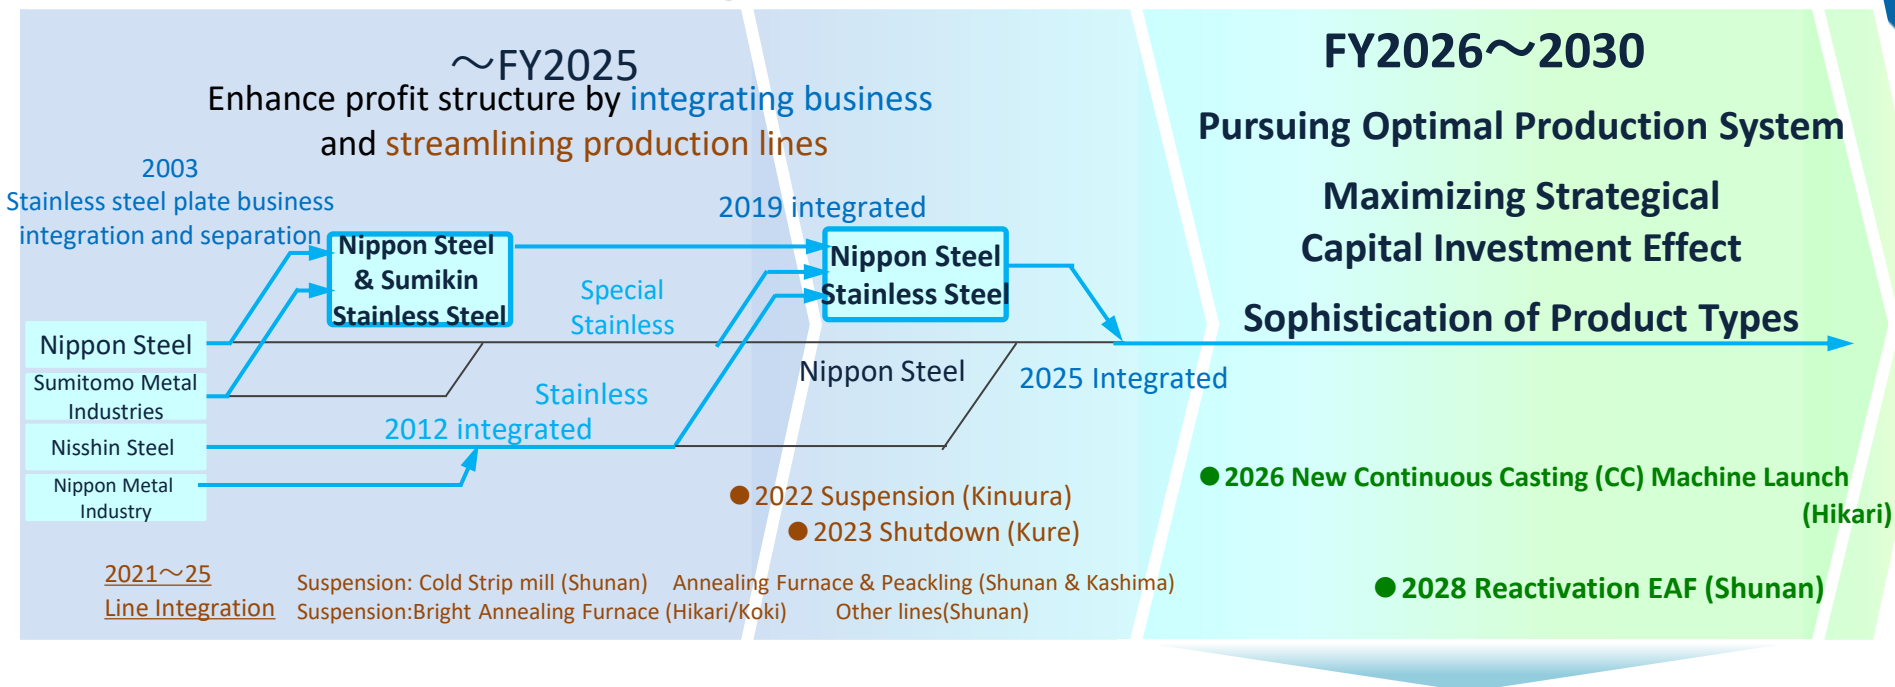 ～FY2025
Enhance profit structure by integrating business
and streamlining production lines
2003
Stainless steel plate business
integration and separation
Nippon Steel
& Sumikin
Stainless Steel
2019 integrated
Nippon Steel
Stainless Steel
Special
Stainless
Nippon Steel
Sumitomo Metal
Industries
Nisshin Steel
Nippon Metal
Industry
Stainless
2012 integrated
Nippon Steel
2025 Integrated
●2022 Suspension (Kinuura)
●2023 Shutdown (Kure)
2021～25
Line Integration
Suspension: Cold Strip mill (Shunan) Annealing Furnace & Peackling (Shunan & Kashima)
Suspension:Bright Annealing Furnace (Hikari/Koki) Other lines(Shunan)
FY2026～2030
Pursuing Optimal Production System
Maximizing Strategical
Capital Investment Effect
Sophistication of Product Types
●2026 New Continuous Casting (CC) Machine Launch
(Hikari)
●2028 Reactivation EAF (Shunan)